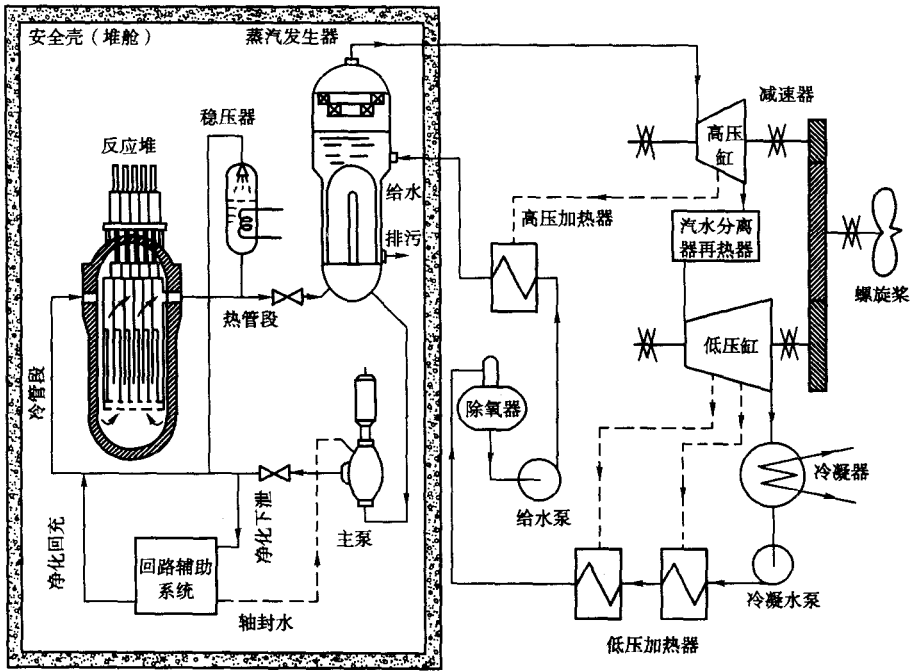 安全壳（堆舱）
蒸汽发生器
稳压器
反应堆
减速器
高压
缸
给水
高压加热器
汽水分离
器再热器
排污
螺旋桨
热管段
低压缸
冷管段
除氧器
冷凝器
给水泵
净化回充
净化下泄
主泵
回路辅助
系统
冷凝水泵
轴封水
低压加热器